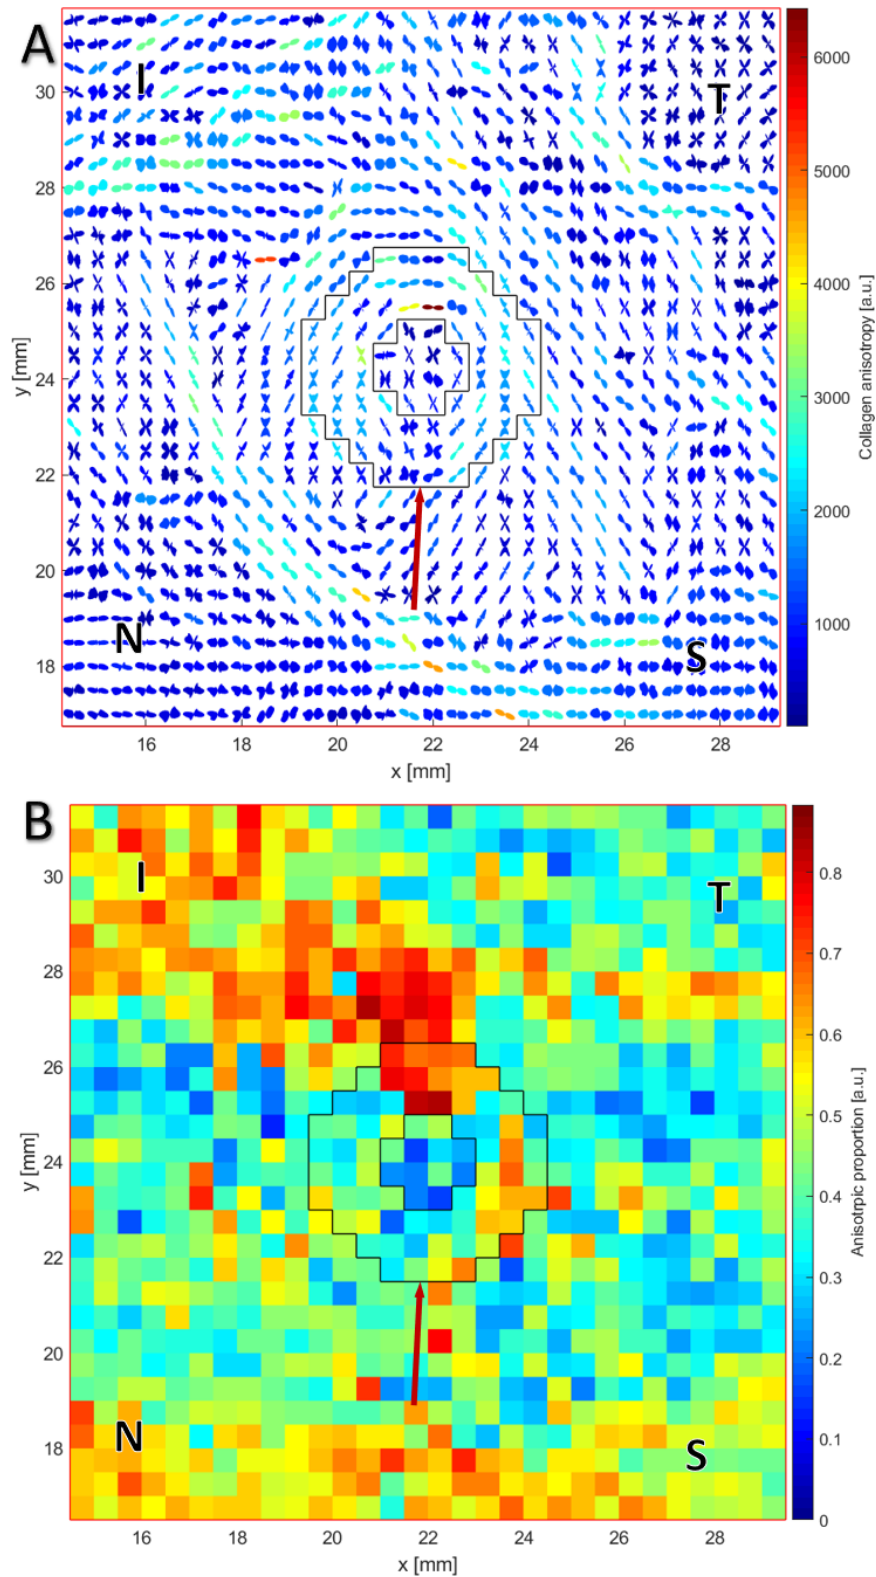 A
I
T
N
S
30
28
26
24
22
20
18
16 18 20 22 24 26 28
x [mm]
y [mm]
6000
5000
4000
3000
2000
1000
Collagen anisotropy [a.u.]
B
I
T
N
S
30
28
26
24
22
20
18
16 18 20 22 24 26 28
x [mm]
y [mm]
0.8
0.7
0.6
0.5
0.4
0.3
0.2
0.1
0
Anisotrpic proportion [a.u.]